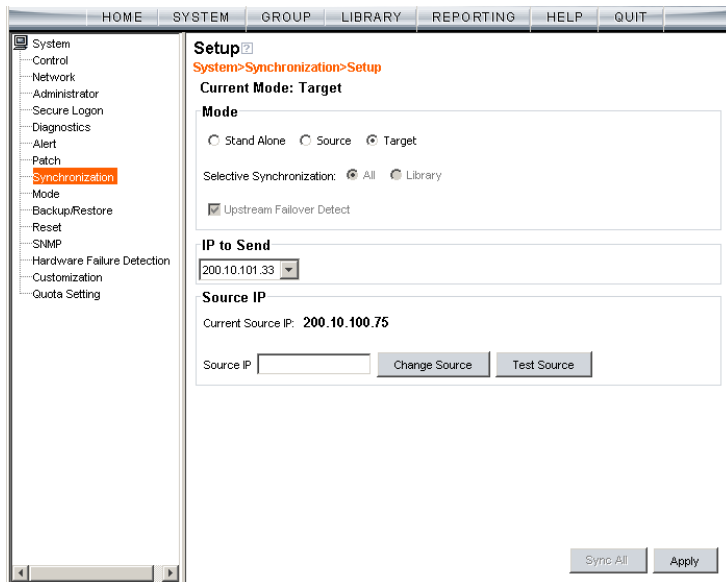 HOME SYSTEM GROUP LIBRARY REPORTING HELP QUIT
System
Control
Network
Administrator
Secure Logon
Diagnostics
Alert
Patch
Synchronization
Mode
Backup/Restore
Reset
SNMP
Hardware Failure Detection
Customization
Quota Setting
Setup ?
System>Synchronization>Setup
Current Mode: Target
Mode
Stand Alone Source Target
Selective Synchronization: All Library
Upstream Failover Detect
IP to Send
200.10.101.33
Source IP
Current Source IP: 200.10.100.75
Source IP Change Source Test Source
Sync All Apply